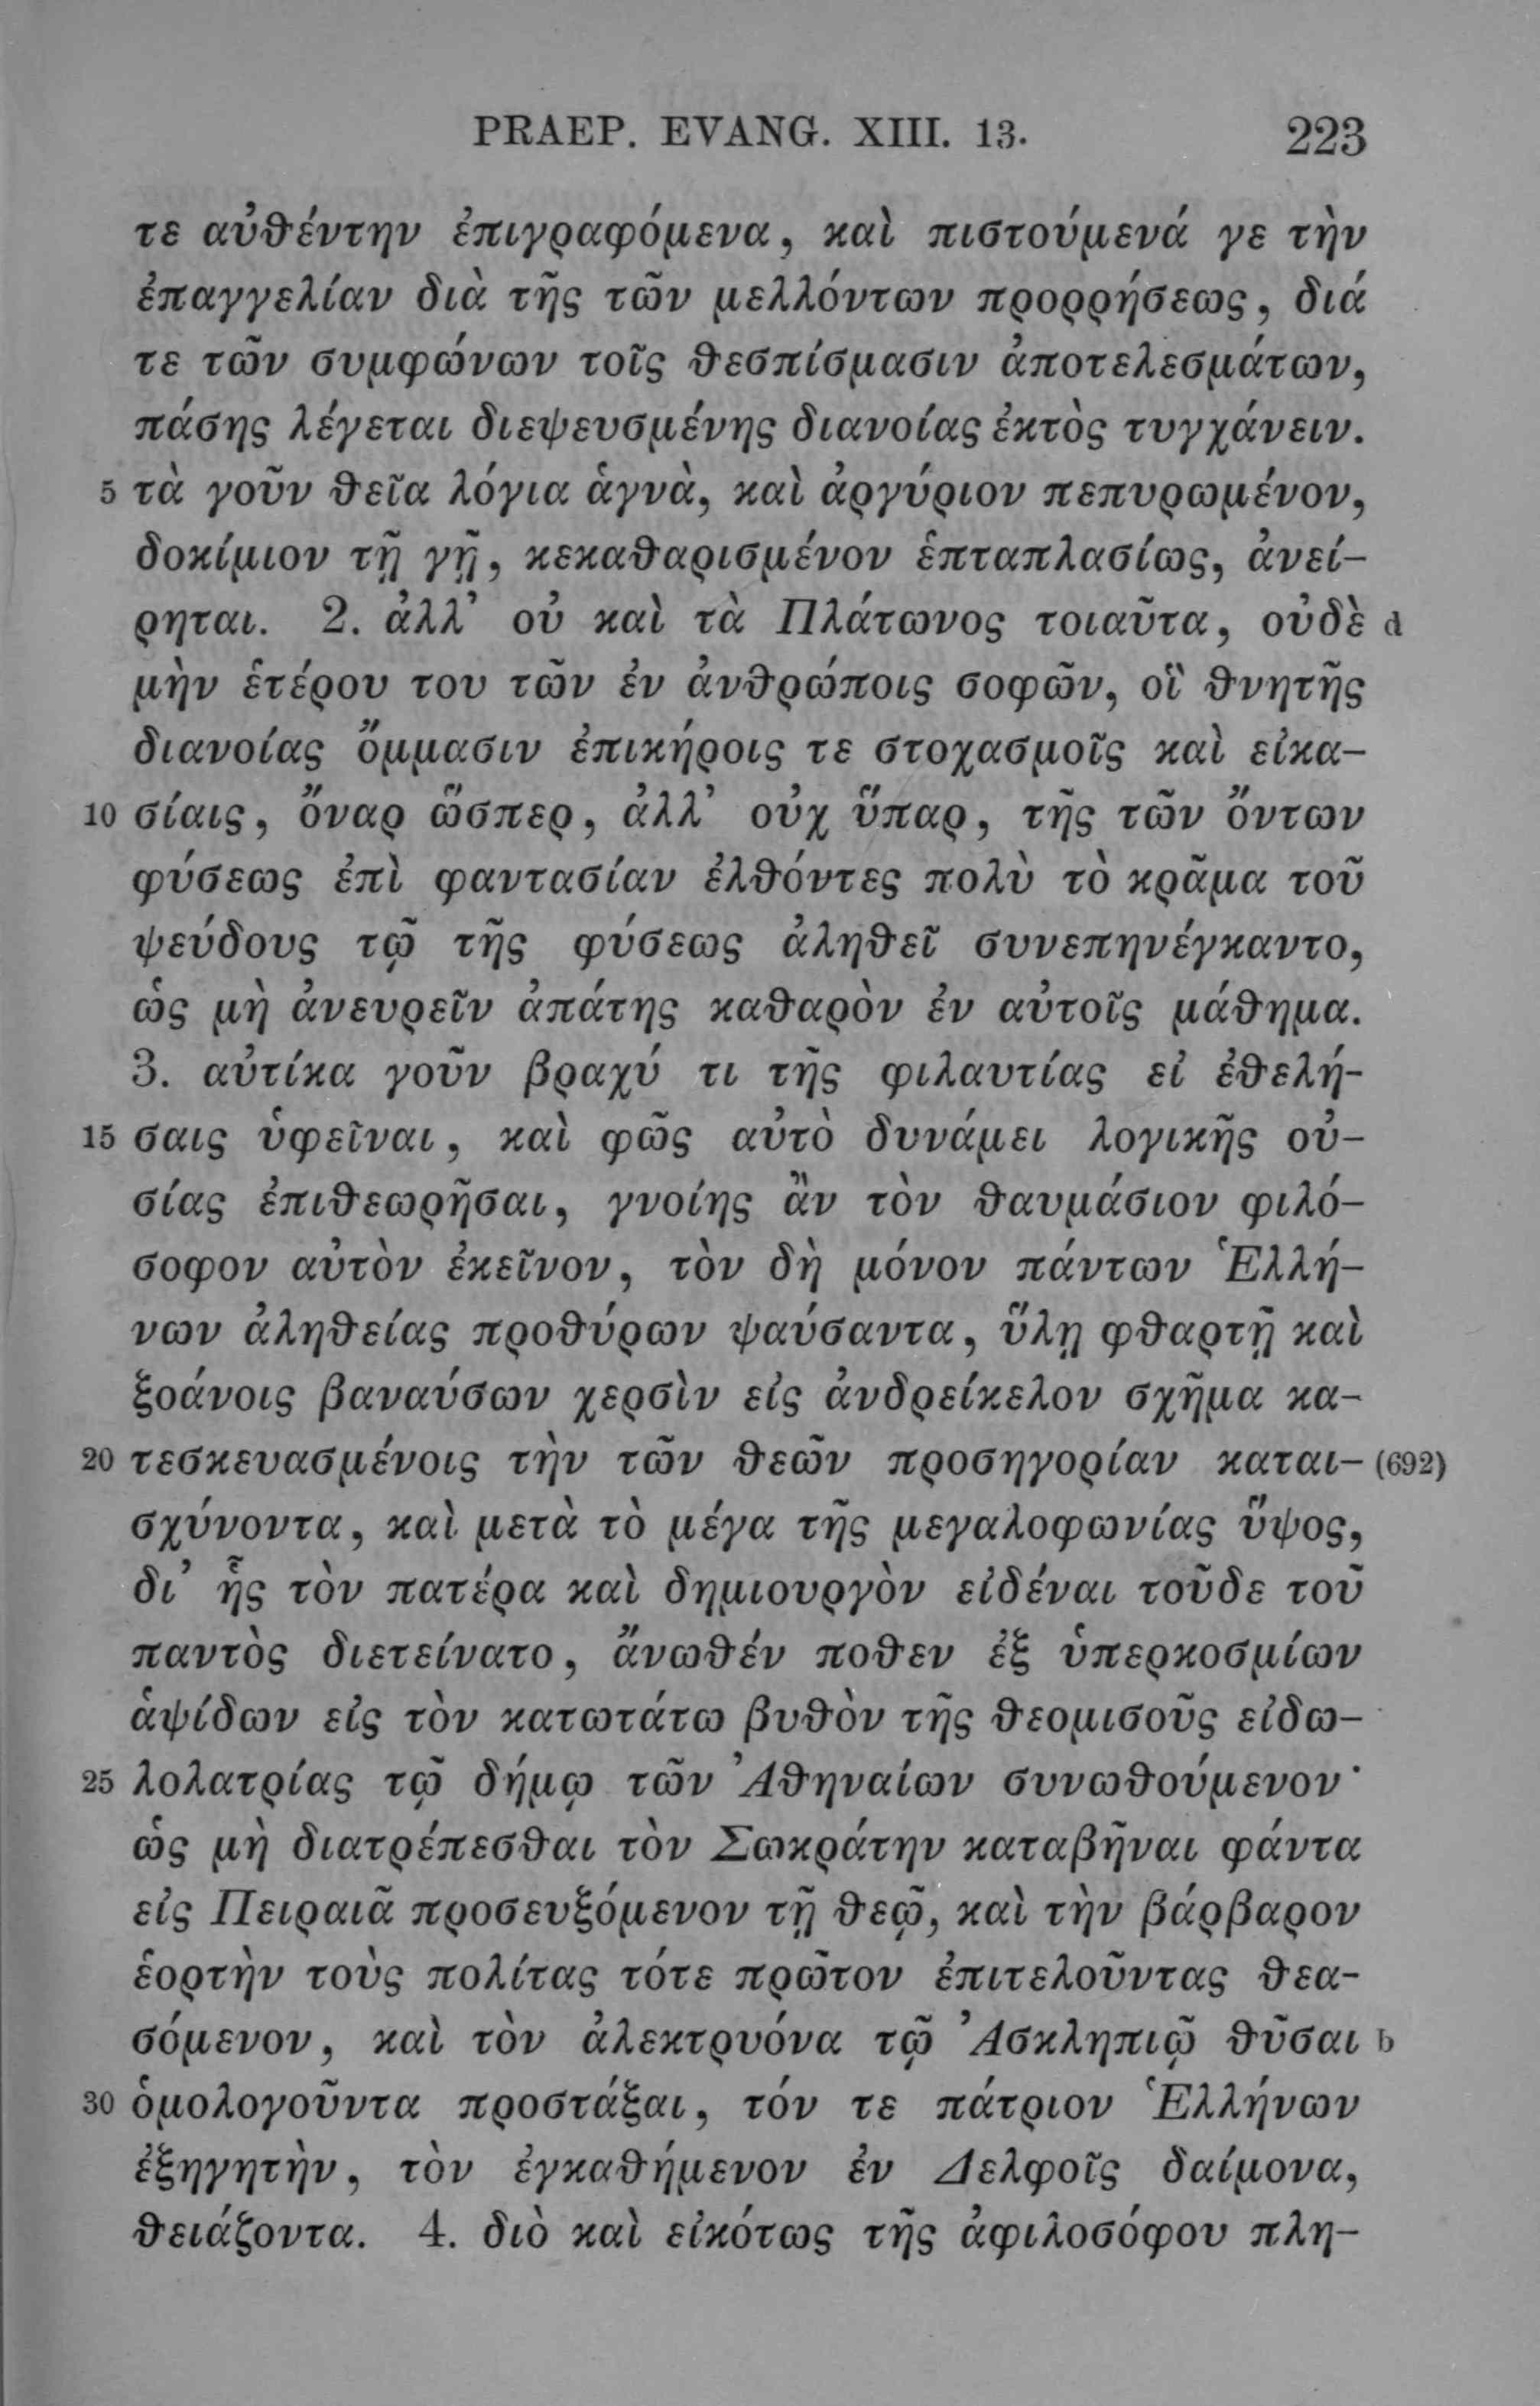 PRAEP. EVANG. XIII. 13. 223
τε αὐθέντην ἐπιγραφόμενα, καὶ πιστούμενά γε τὴν
ἐπαγγελίαν διὰ τῆς τῶν μελλόντων προρρήσεως, διά
τε τῶν συμφώνων τοῖς θεσπίσμασιν ἀποτελεσμάτων,
πάσης λέγεται διεψευσμένης διανοίας ἐκτὸς τυγχάνειν.
5 τὰ γοῦν θεῖα λόγια ἁγνὰ, καὶ ἀργύριον πεπυρωμένον,
δοκίμιον τῇ γῇ, κεκαθαρισμένον ἑπταπλασίως, ἀνεί-
ρηται. 2. ἀλλ’ οὐ καὶ τὰ Πλάτωνος τοιαῦτα, οὐδὲ d
μὴν ἑτέρου του τῶν ἐν ἀνθρώποις σοφῶν, οἳ θνητῆς
διανοίας ὄμμασιν ἐπικήροις τε στοχασμοῖς καὶ εἰκα-
10 σίαις, ὄναρ ὥσπερ, ἀλλ’ οὐχ ὕπαρ, τῆς τῶν ὄντων
φύσεως ἐπὶ φαντασίαν ἐλθόντες πολὺ τὸ κρᾶμα τοῦ
ψεύδους τῷ τῆς φύσεως ἀληθεῖ συνεπηνέγκαντο,
ὡς μὴ ἀνευρεῖν ἀπάτης καθαρὸν ἐν αὐτοῖς μάθημα.
3. αὐτίκα γοῦν βραχύ τι τῆς φιλαυτίας εἰ ἐθελή-
15 σαις ὑφεῖναι, καὶ φῶς αὐτὸ δυνάμει λογικῆς οὐ-
σίας ἐπιθεωρῆσαι, γνοίης ἂν τὸν θαυμάσιον φιλό-
σοφον αὐτὸν ἐκεῖνον, τὸν δὴ μόνον πάντων Ἑλλή-
νων ἀληθείας προθύρων ψαύσαντα, ὕλῃ φθαρτῇ καὶ
ξοάνοις βαναύσων χερσὶν εἰς ἀνδρείκελον σχῆμα κα-
20 τεσκευασμένοις τὴν τῶν θεῶν προσηγορίαν καται- (692)
σχύνοντα, καὶ μετὰ τὸ μέγα τῆς μεγαλοφωνίας ὕψος,
δι’ ἧς τὸν πατέρα καὶ δημιουργὸν εἰδέναι τοῦδε τοῦ
παντὸς διετείνατο, ἄνωθέν ποθεν ἐξ ὑπερκοσμίων
ἁψίδων εἰς τὸν κατωτάτω βυθὸν τῆς θεομισοῦς εἰδω-
25 λολατρίας τῷ δήμῳ τῶν Ἀθηναίων συνωθούμενον·
ὡς μὴ διατρέπεσθαι τὸν Σωκράτην καταβῆναι φάντα
εἰς Πειραιᾶ προσευξόμενον τῇ θεῷ, καὶ τὴν βάρβαρον
ἑορτὴν τοὺς πολίτας τότε πρῶτον ἐπιτελοῦντας θεα-
σόμενον, καὶ τὸν ἀλεκτρυόνα τῷ Ἀσκληπιῷ θῦσαι b
30 ὁμολογοῦντα προστάξαι, τόν τε πάτριον Ἑλλήνων
ἐξηγητὴν, τὸν ἐγκαθήμενον ἐν Δελφοῖς δαίμονα,
θειάζοντα. 4. διὸ καὶ εἰκότως τῆς ἀφιλοσόφου πλη-